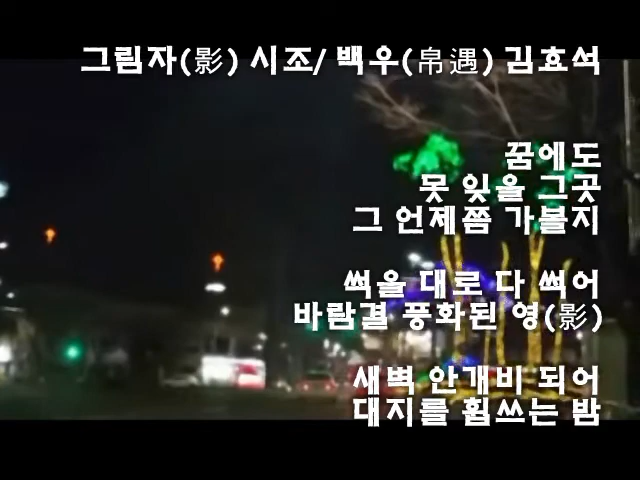 그림자(影) 시조/ 백우(帛遇) 김효석
꿈에도
못 잊을 그곳
그 언제쯤 가볼지
썩을 대로 다 썩어
바람결 풍화된 영(影)
새벽 안개비 되어
대지를 휩쓰는 밤